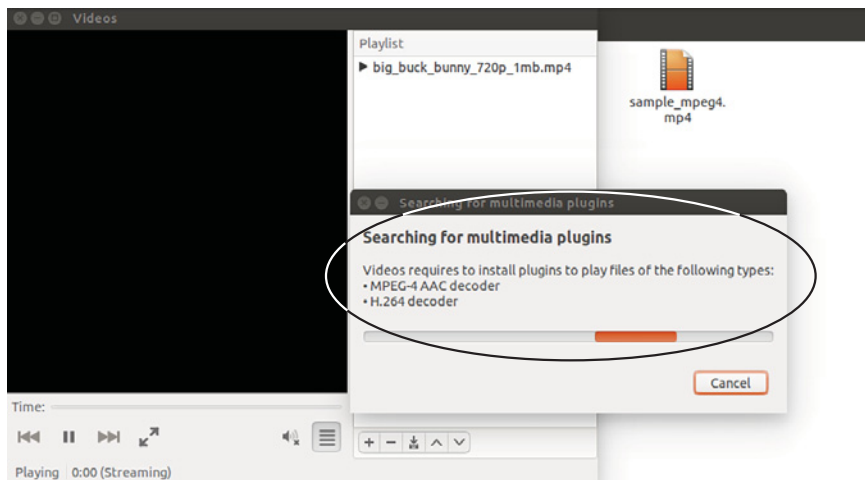 Videos
Playlist
▶ big_buck_bunny_720p_1mb.mp4
sample_mpeg4.
mp4
Searching for multimedia plugins
Searching for multimedia plugins
Videos requires to install plugins to play files of the following types:
• MPEG-4 AAC decoder
• H.264 decoder
Cancel
Time:
Playing 0:00 (Streaming)